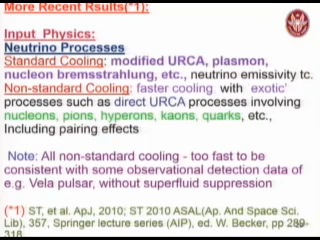 More Recent Rsults(*1):
Input Physics:
Neutrino Processes
Standard Cooling: modified URCA, plasmon,
nucleon bremsstrahlung, etc., neutrino emissivity tc.
Non-standard Cooling: faster cooling with exotic'
processes such as direct URCA processes involving
nucleons, pions, hyperons, kaons, quarks, etc.,
Including pairing effects
Note: All non-standard cooling - too fast to be
consistent with some observational detection data of
e.g. Vela pulsar, without superfluid suppression
(*1) ST, et al. ApJ, 2010; ST 2010 ASAL(Ap. And Space Sci.
Lib), 357, Springer lecture series (AIP), ed. W. Becker, pp 289-
318.